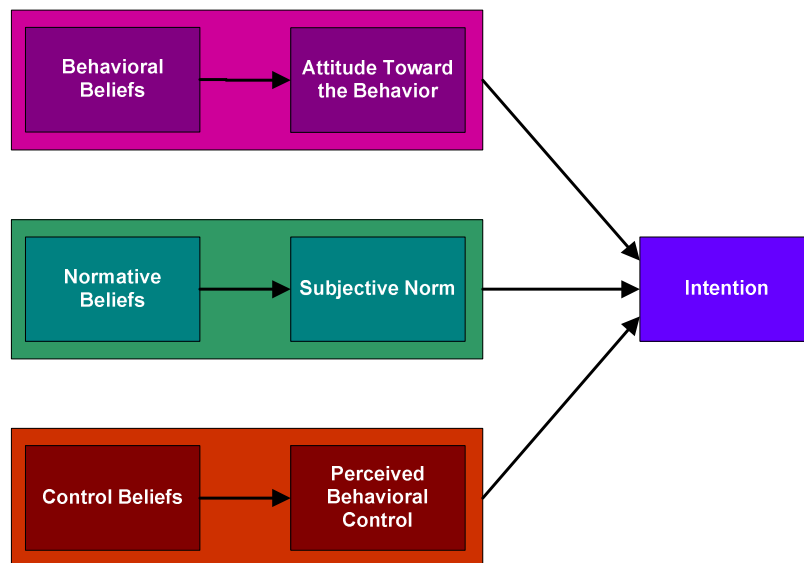 Behavioral
Beliefs
Attitude Toward
the Behavior
Normative
Beliefs
Subjective Norm
Intention
Control Beliefs
Perceived
Behavioral
Control